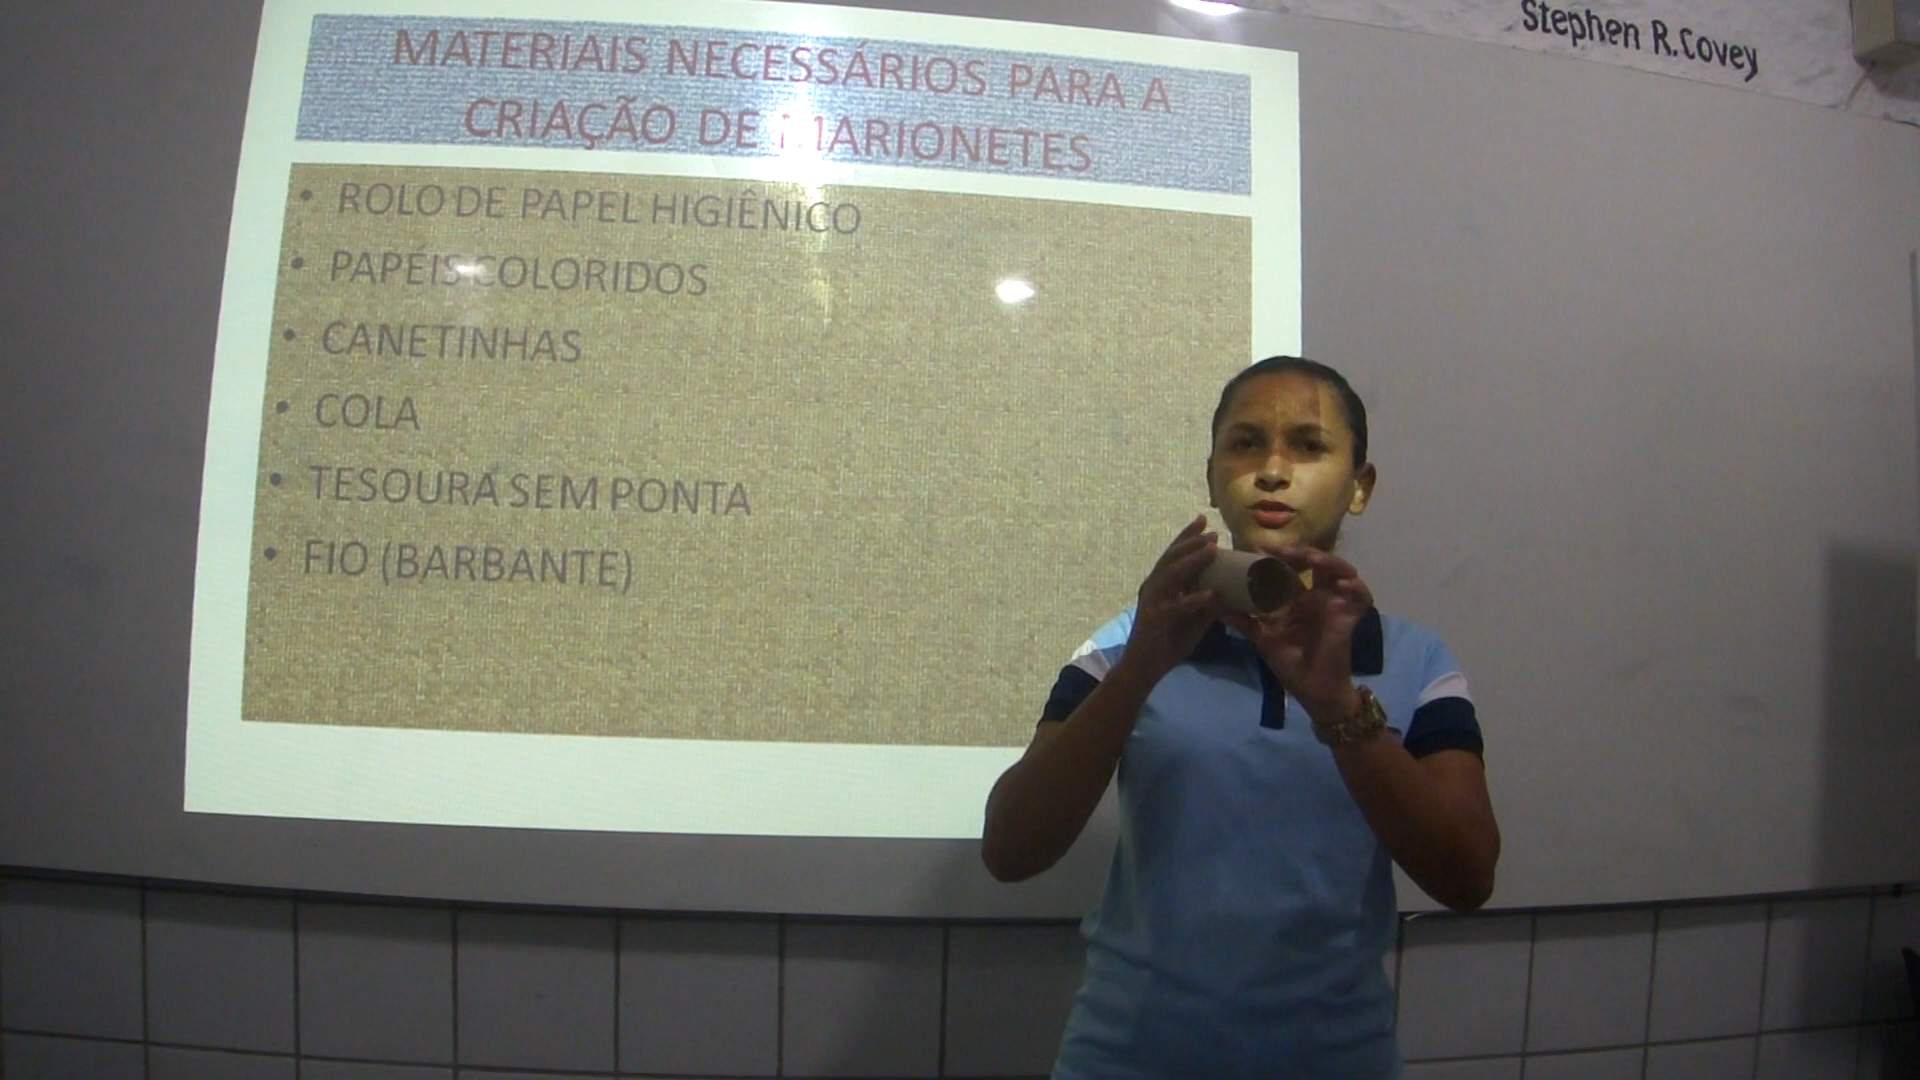 Stephen R. Covey
MATERIAIS NECESSÁRIOS PARA A
CRIAÇÃO DE MARIONETES
• ROLO DE PAPEL HIGIÊNICO
• PAPÉIS COLORIDOS
• CANETINHAS
• COLA
• TESOURA SEM PONTA
• FIO (BARBANTE)